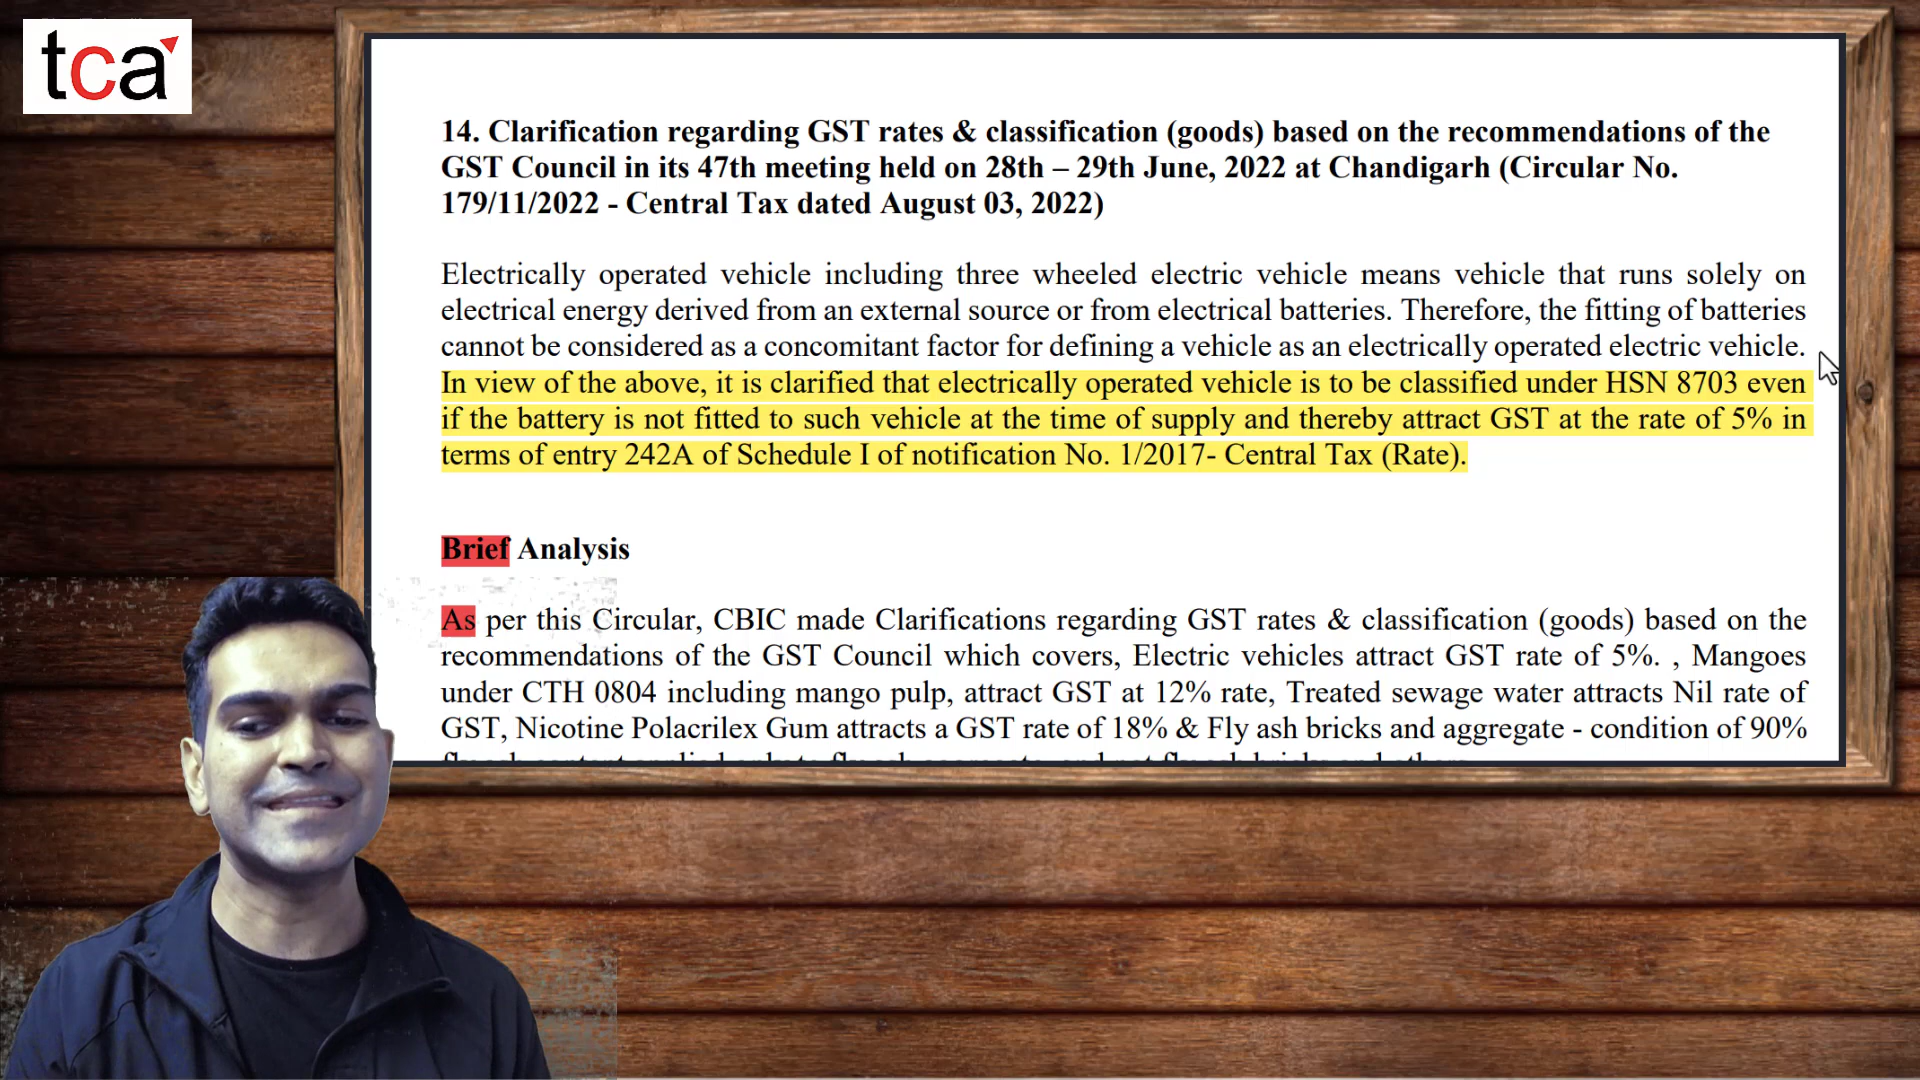 tca
14. Clarification regarding GST rates & classification (goods) based on the recommendations of the
GST Council in its 47th meeting held on 28th – 29th June, 2022 at Chandigarh (Circular No.
179/11/2022 - Central Tax dated August 03, 2022)
Electrically operated vehicle including three wheeled electric vehicle means vehicle that runs solely on
electrical energy derived from an external source or from electrical batteries. Therefore, the fitting of batteries
cannot be considered as a concomitant factor for defining a vehicle as an electrically operated electric vehicle.
In view of the above, it is clarified that electrically operated vehicle is to be classified under HSN 8703 even
if the battery is not fitted to such vehicle at the time of supply and thereby attract GST at the rate of 5% in
terms of entry 242A of Schedule I of notification No. 1/2017- Central Tax (Rate).
Brief Analysis
As per this Circular, CBIC made Clarifications regarding GST rates & classification (goods) based on the
recommendations of the GST Council which covers, Electric vehicles attract GST rate of 5%. , Mangoes
under CTH 0804 including mango pulp, attract GST at 12% rate, Treated sewage water attracts Nil rate of
GST, Nicotine Polacrilex Gum attracts a GST rate of 18% & Fly ash bricks and aggregate - condition of 90%